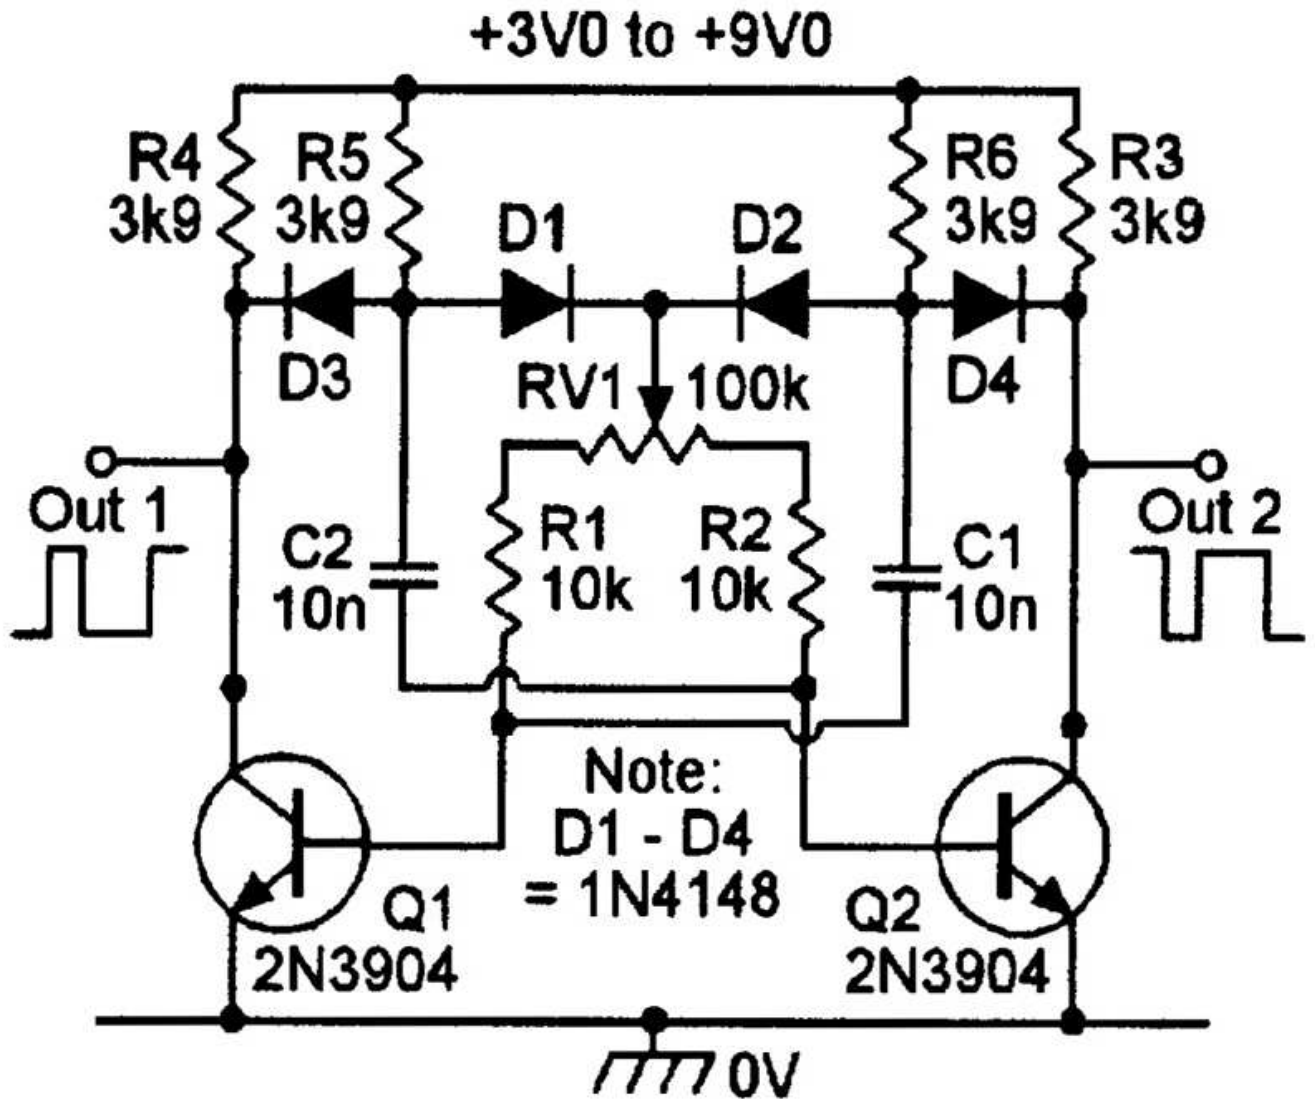 +3V0 to +9V0
R4
3k9
R5
3k9
R6
3k9
R3
3k9
D1
D2
D3
D4
RV1
100k
Out 1
Out 2
C2
10n
R1
10k
R2
10k
C1
10n
Note:
D1 - D4
= 1N4148
Q1
2N3904
Q2
2N3904
0V